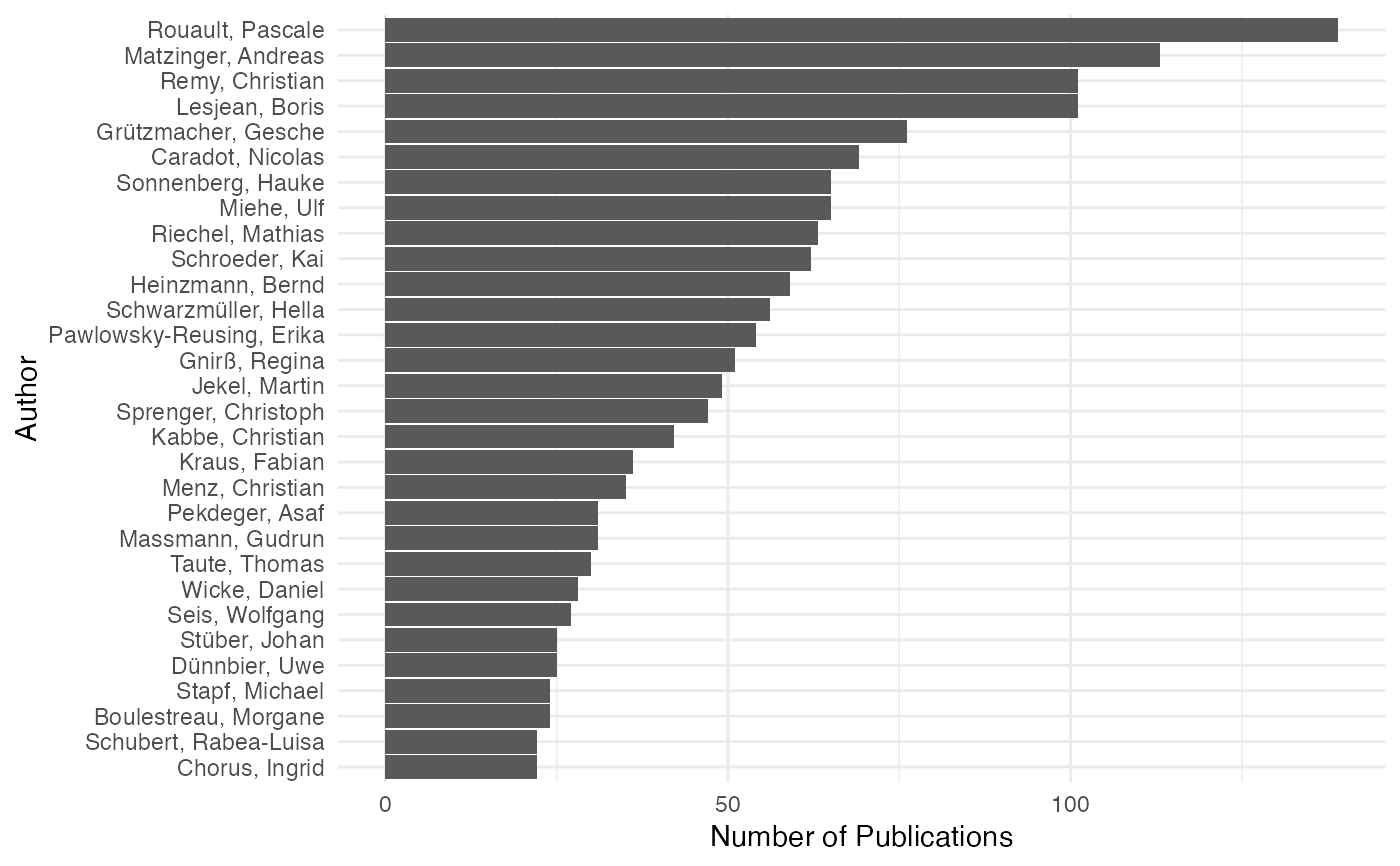 Rouault, Pascale
Matzinger, Andreas
Remy, Christian
Lesjean, Boris
Grützmacher, Gesche
Caradot, Nicolas
Sonnenberg, Hauke
Miehe, Ulf
Riechel, Mathias
Schroeder, Kai
Heinzmann, Bernd
Schwarzmüller, Hella
Pawlowsky-Reusing, Erika
Gnirß, Regina
Jekel, Martin
Sprenger, Christoph
Kabbe, Christian
Kraus, Fabian
Menz, Christian
Pekdeger, Asaf
Massmann, Gudrun
Taute, Thomas
Wicke, Daniel
Seis, Wolfgang
Stüber, Johan
Dünnbier, Uwe
Stapf, Michael
Boulestreau, Morgane
Schubert, Rabea-Luisa
Chorus, Ingrid
Author
0 50 100
Number of Publications